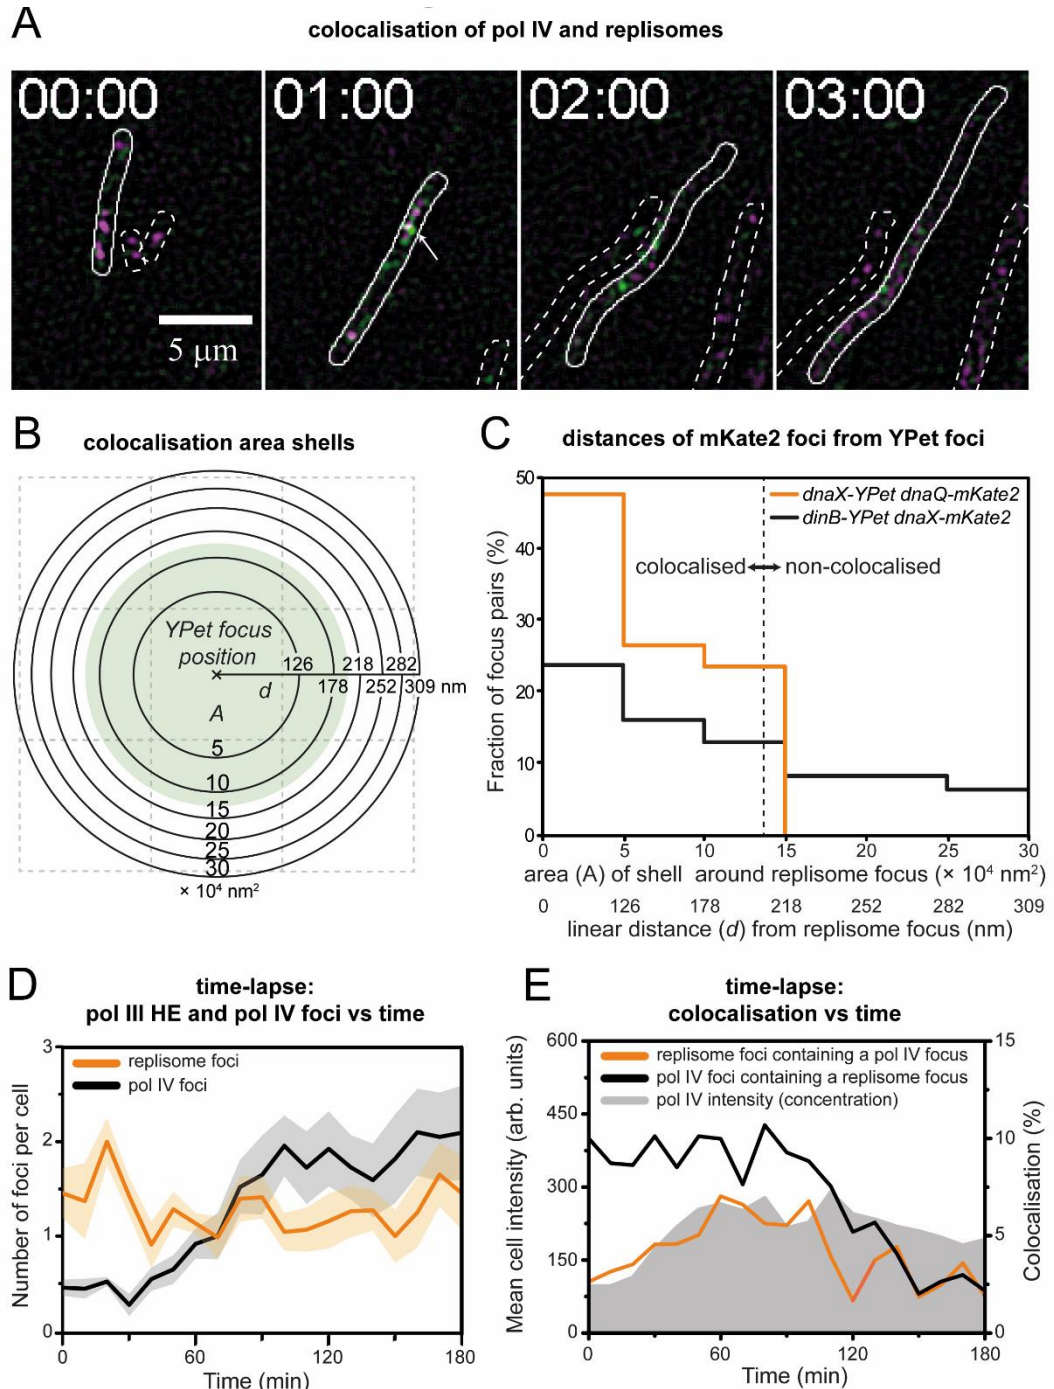 A
colocalisation of pol IV and replisomes
00:00
01:00
02:00
03:00
5 μm
B
colocalisation area shells
YPet focus
position
126
218
282
d
178
252
309 nm
A
5
10
15
20
25
30
× 10⁴ nm²
C
distances of mKate2 foci from YPet foci
50
40
30
20
10
0
Fraction of focus pairs (%)
dnaX-YPet dnaQ-mKate2
dinB-YPet dnaX-mKate2
colocalised
non-colocalised
0 5 10 15 20 25 30
area (A) of shell around replisome focus (× 10⁴ nm²)
0 126 178 218 252 282 309
linear distance (d) from replisome focus (nm)
D
time-lapse:
pol III HE and pol IV foci vs time
3
2
1
0
Number of foci per cell
replisome foci
pol IV foci
0 60 120 180
Time (min)
E
time-lapse:
colocalisation vs time
600
450
300
150
0
Mean cell intensity (arb. units)
replisome foci containing a pol IV focus
pol IV foci containing a replisome focus
pol IV intensity (concentration)
15
10
5
0
Colocalisation (%)
0 60 120 180
Time (min)